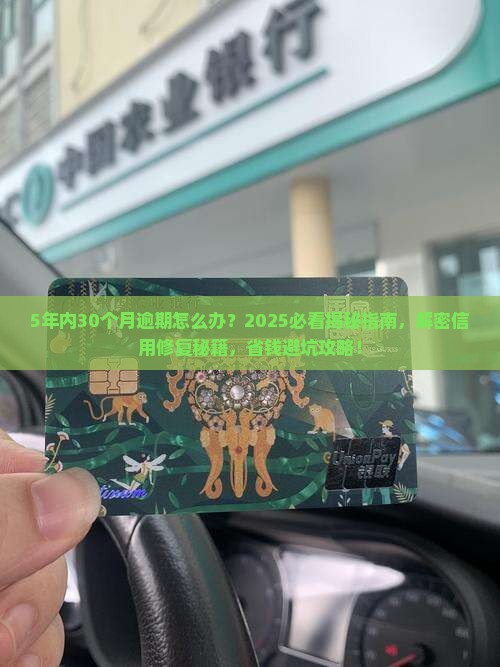 中国农业银行
5年内30个月逾期怎么办？2025必看揭秘指南，解密信
用修复秘籍，省钱避坑攻略！
UnionPay
银联